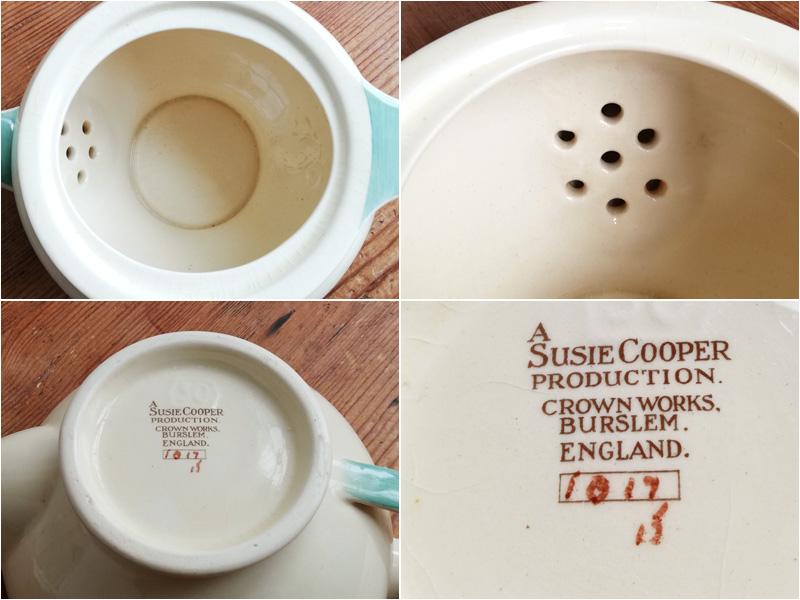 A
SUSIE COOPER
PRODUCTION.
CROWN WORKS,
BURSLEM.
ENGLAND.
1017
A
SUSIE COOPER
PRODUCTION.
CROWN WORKS,
BURSLEM.
ENGLAND.
1017